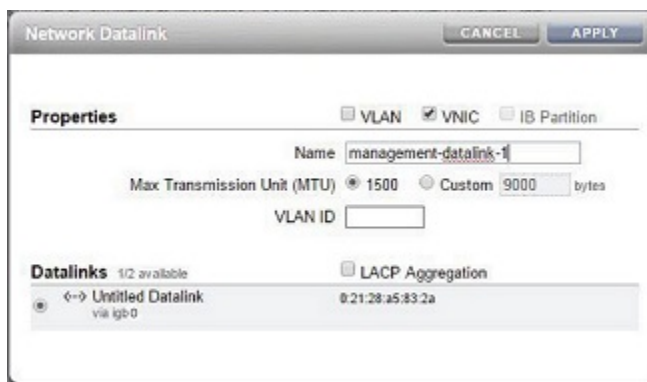 Network Datalink CANCEL APPLY
Properties VLAN VNIC IB Partition
Name management-datalink-1
Max Transmission Unit (MTU) 1500 Custom 9000 bytes
VLAN ID
Datalinks 1/2 available LACP Aggregation
Untitled Datalink 0:21:28:a5:83:2a
via igb0